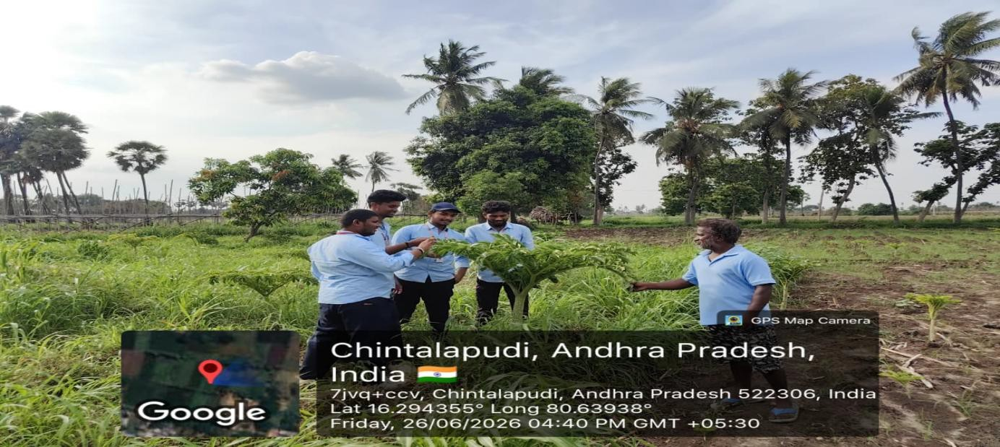 GPS Map Camera
Chintalapudi, Andhra Pradesh,
India 🇮🇳
7jvq+ccv, Chintalapudi, Andhra Pradesh 522306, India
Lat 16.294355° Long 80.63938°
Friday, 26/06/2026 04:40 PM GMT +05:30
Google